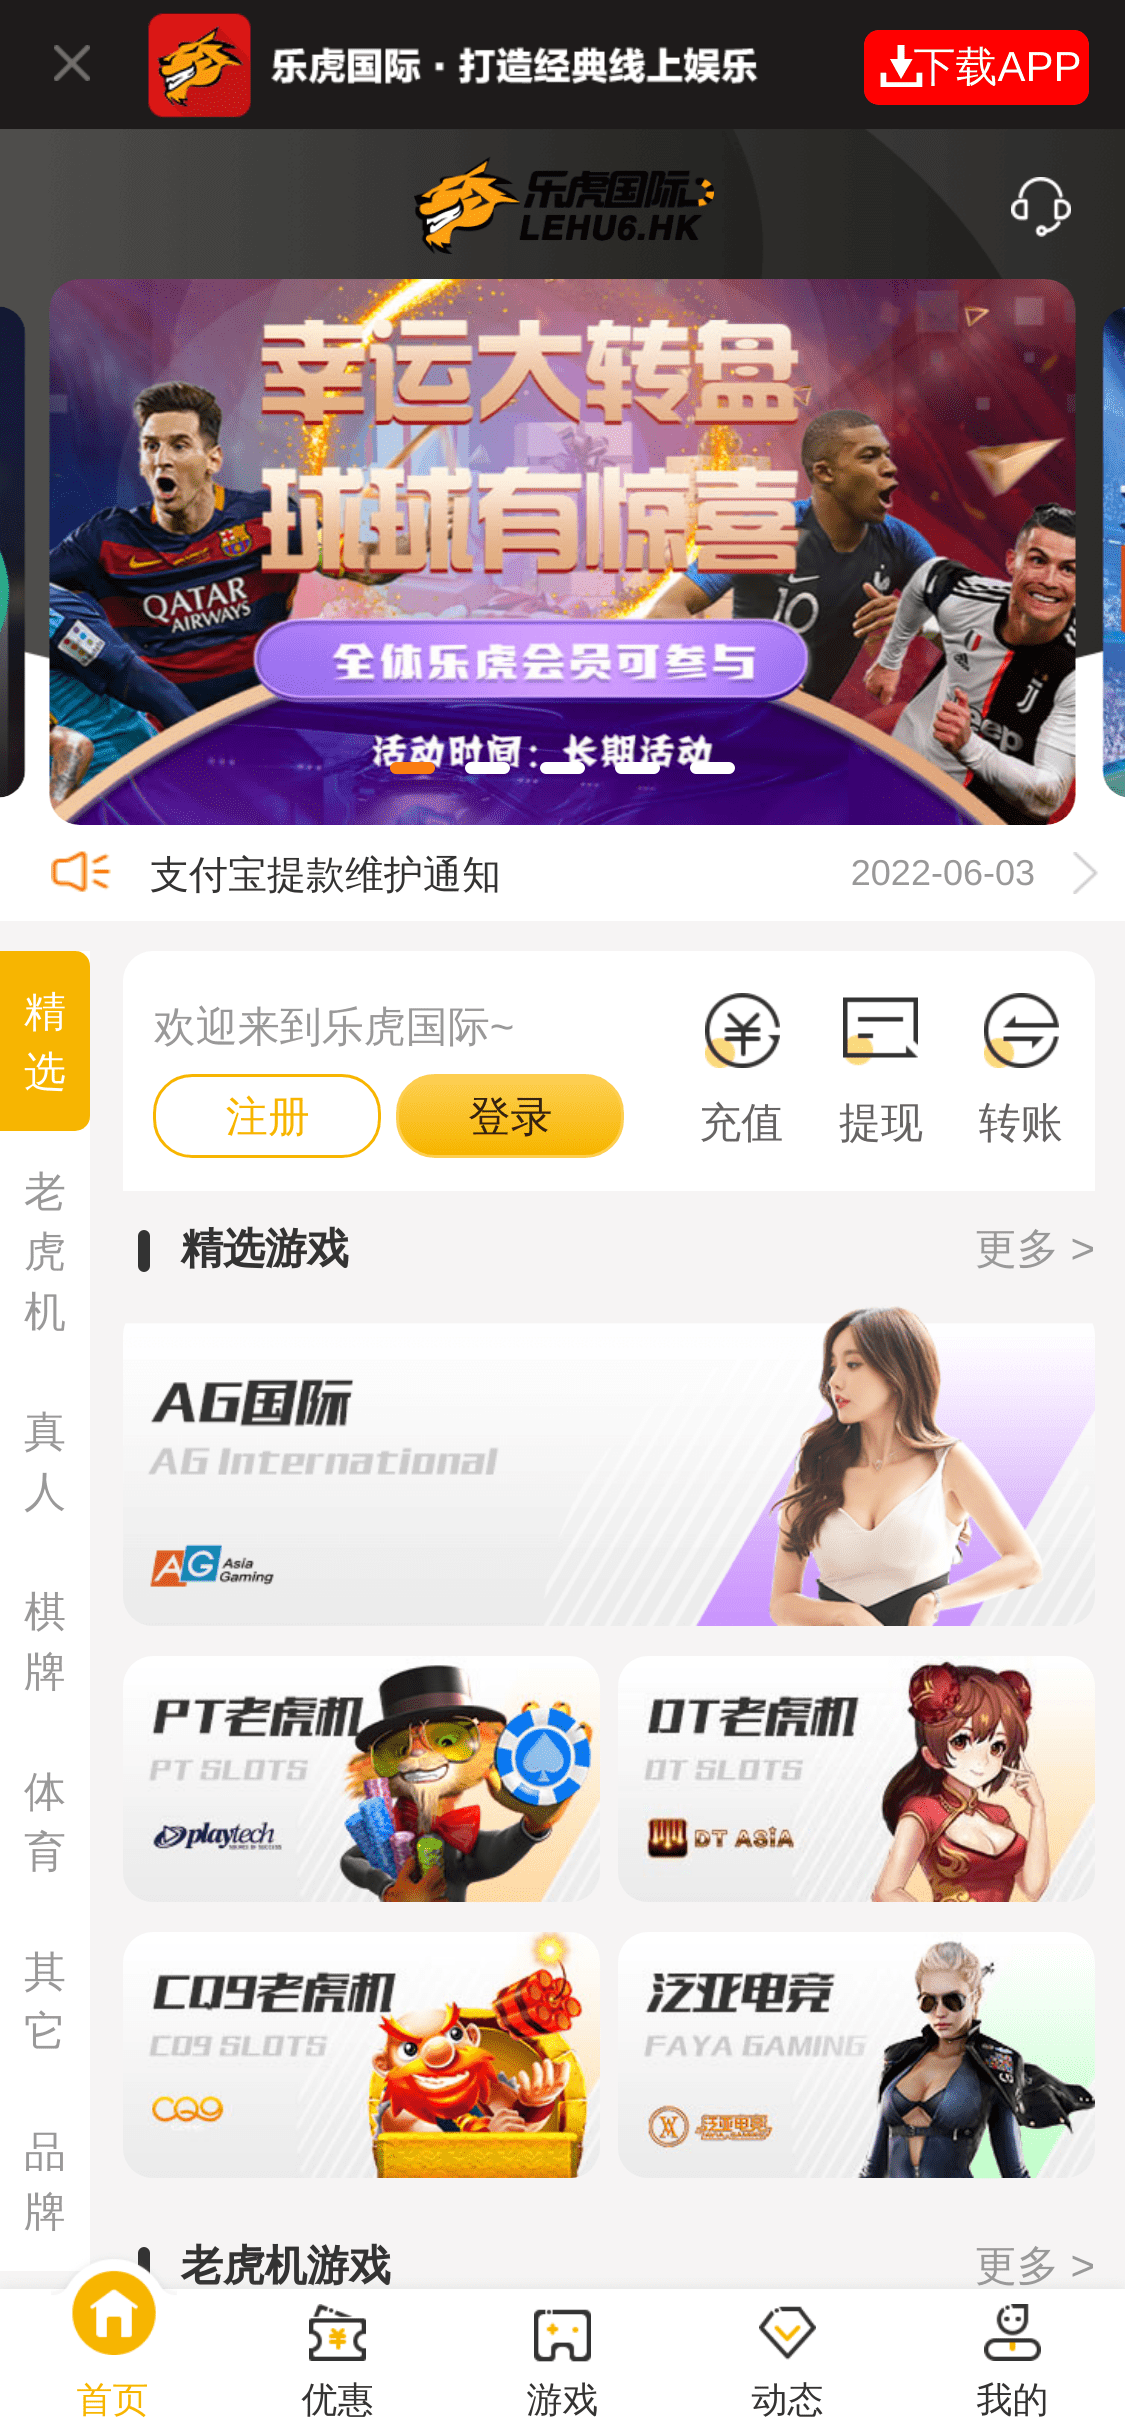 乐虎国际·打造经典线上娱乐
下载APP
乐虎国际
LEHU6.HK
幸运大转盘
球球有惊喜
QATAR
AIRWAYS
10
Jeep
全体乐虎会员可参与
活动时间：长期活动
支付宝提款维护通知
2022-06-03
精选
欢迎来到乐虎国际~
注册
登录
充值
提现
转账
老虎机
真人
棋牌
体育
其它
品牌
精选游戏
更多 >
AG国际
AG International
AG Asia Gaming
PT老虎机
PT SLOTS
playtech
DT老虎机
DT SLOTS
DT ASIA
CQ9老虎机
CQ9 SLOTS
CQ9
泛亚电竞
FAYA GAMING
泛亚电竞
老虎机游戏
更多 >
首页
优惠
游戏
动态
我的